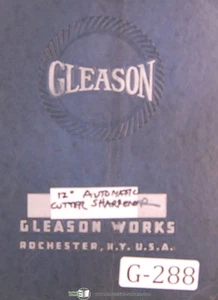 GLEASON
12" AUTOMATIC
CUTTER SHARPENER
GLEASON WORKS
ROCHESTER, N.Y. U.S.A.
G-288